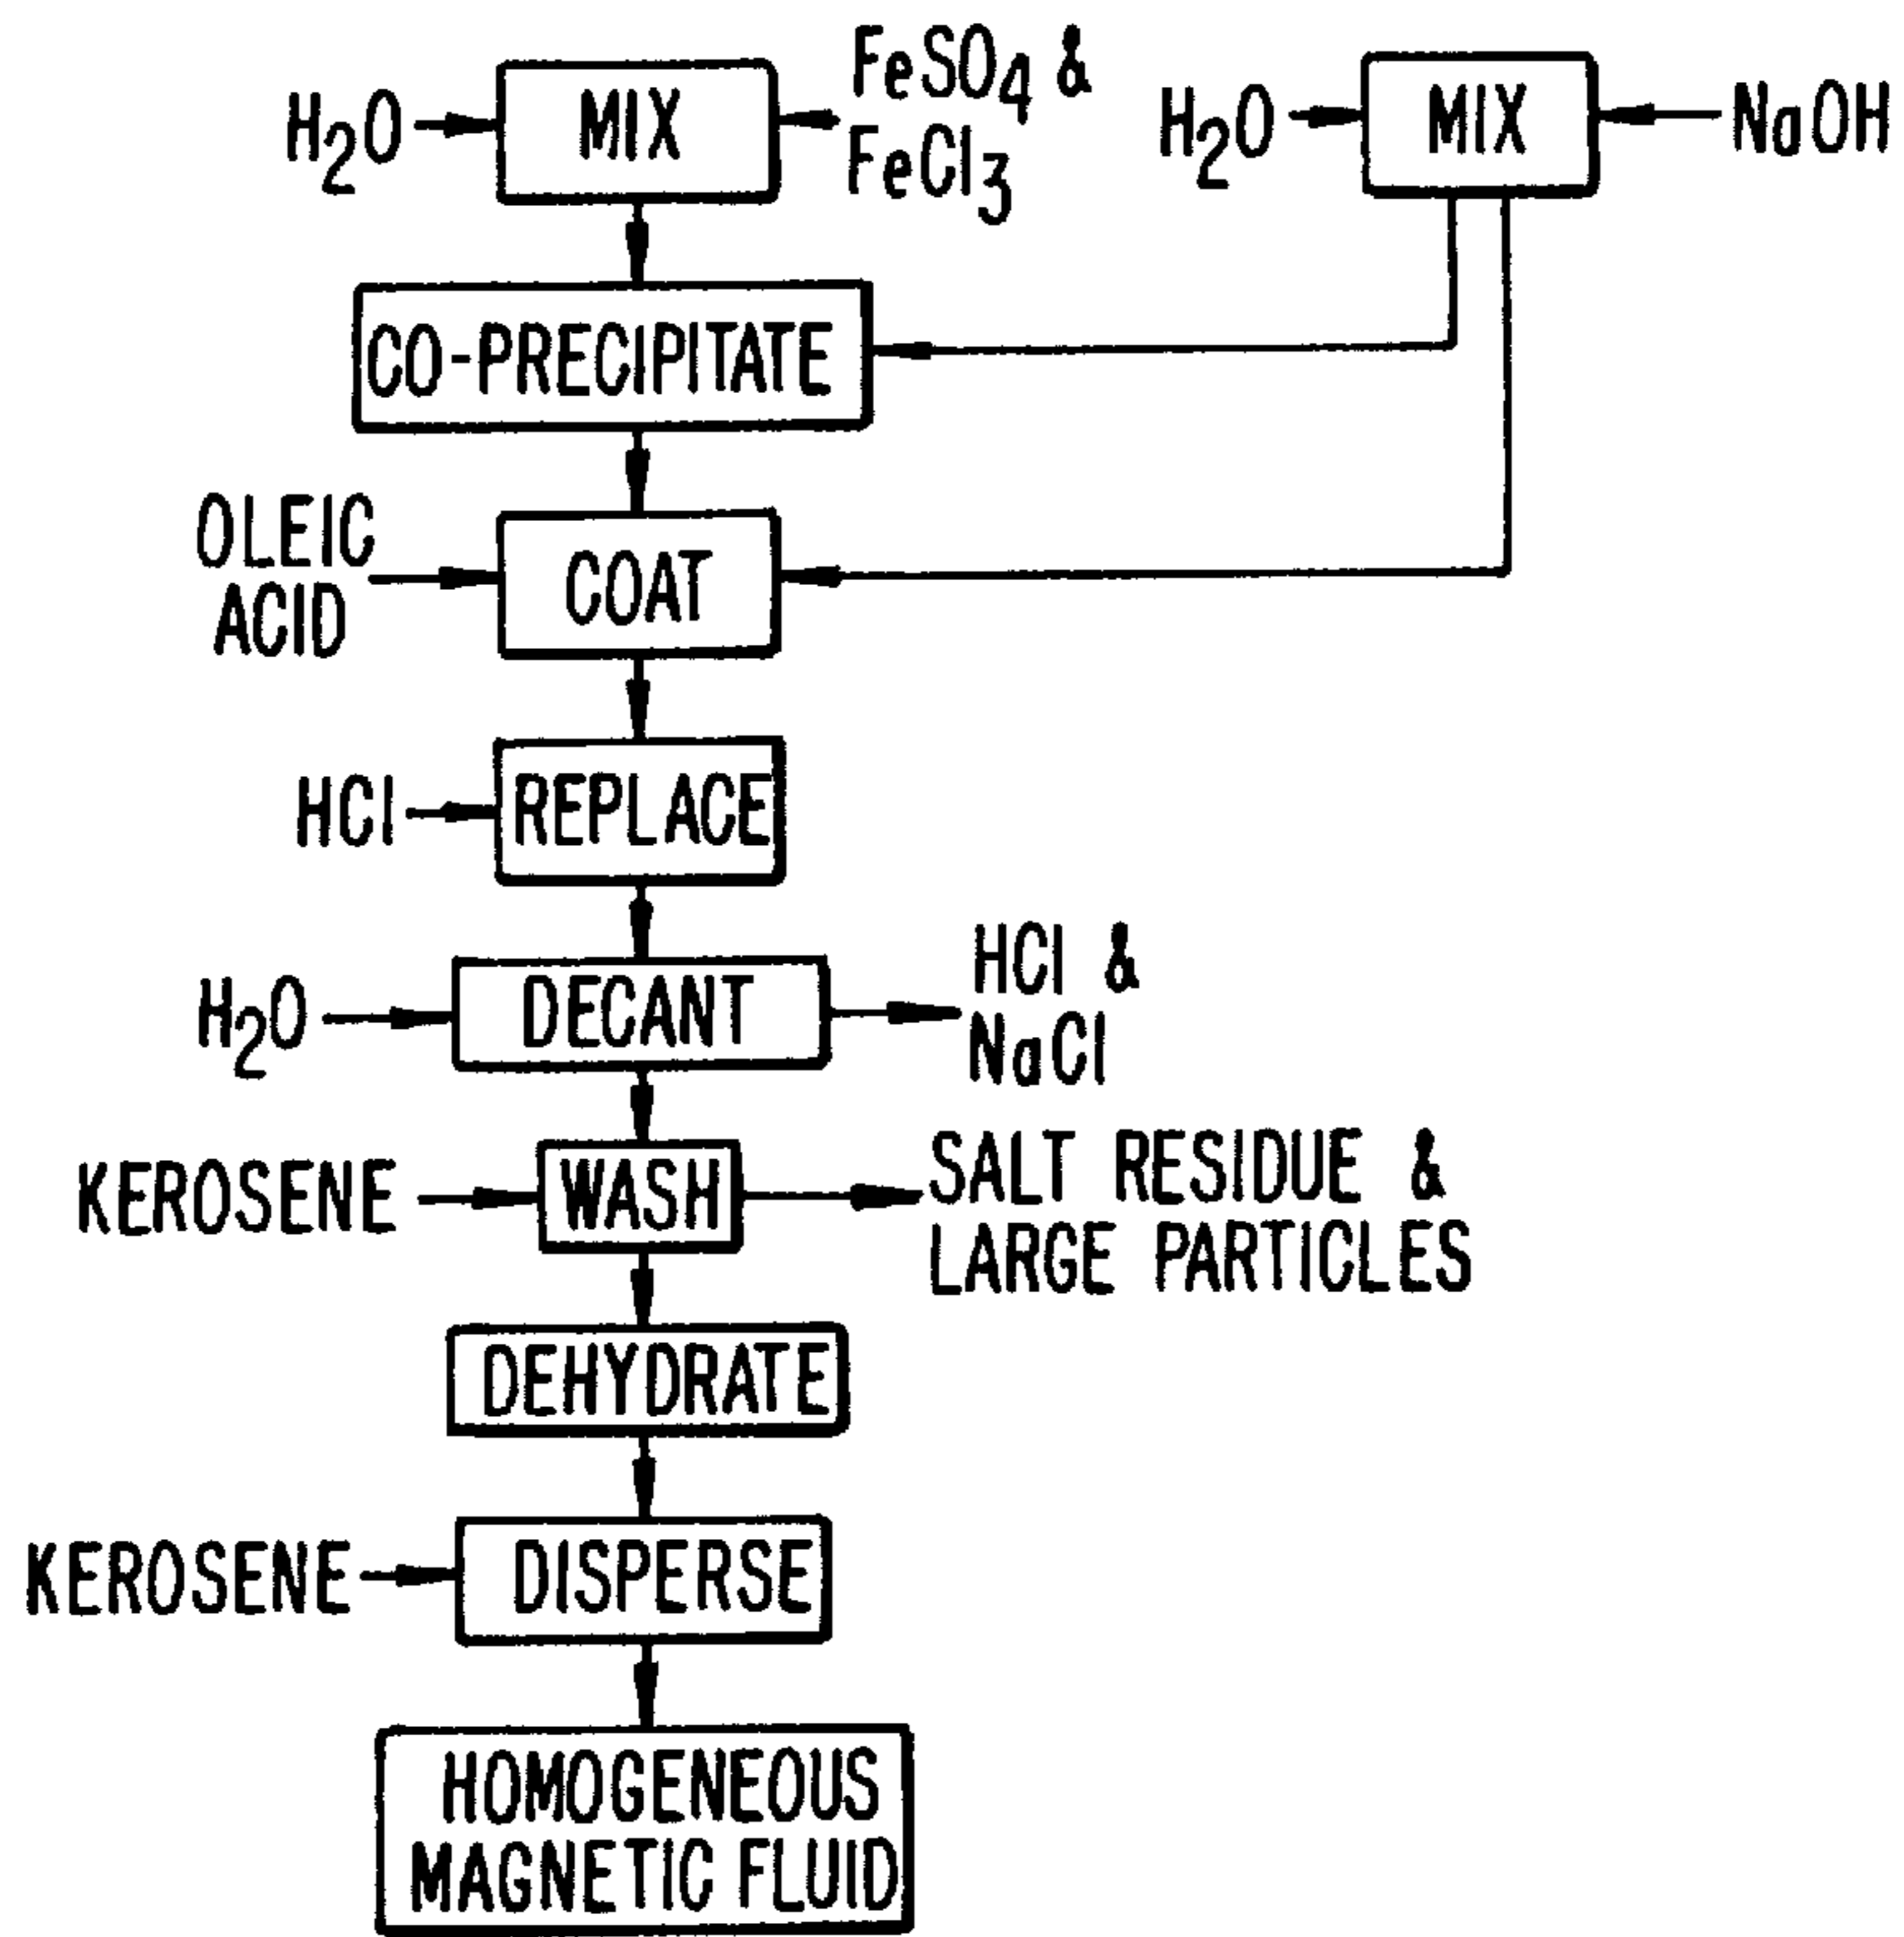 H2O
MIX
FeSO4 &
FeCl3
H2O
MIX
NaOH
CO-PRECIPITATE
OLEIC
ACID
COAT
HCl
REPLACE
H2O
DECANT
HCl &
NaCl
KEROSENE
WASH
SALT RESIDUE &
LARGE PARTICLES
DEHYDRATE
KEROSENE
DISPERSE
HOMOGENEOUS
MAGNETIC FLUID